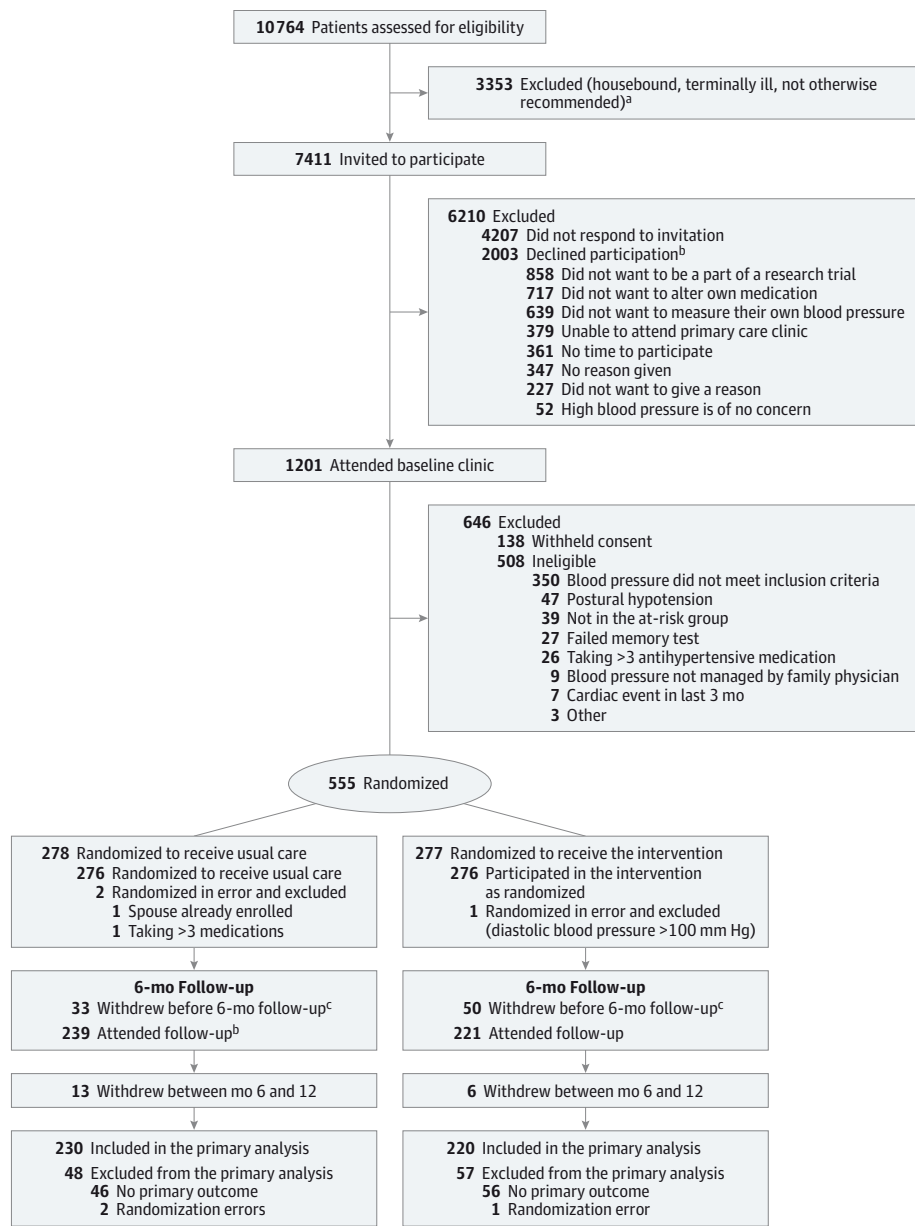 10764 Patients assessed for eligibility
3353 Excluded (housebound, terminally ill, not otherwise
recommended)a
7411 Invited to participate
6210 Excluded
4207 Did not respond to invitation
2003 Declined participationb
858 Did not want to be a part of a research trial
717 Did not want to alter own medication
639 Did not want to measure their own blood pressure
379 Unable to attend primary care clinic
361 No time to participate
347 No reason given
227 Did not want to give a reason
52 High blood pressure is of no concern
1201 Attended baseline clinic
646 Excluded
138 Withheld consent
508 Ineligible
350 Blood pressure did not meet inclusion criteria
47 Postural hypotension
39 Not in the at-risk group
27 Failed memory test
26 Taking >3 antihypertensive medication
9 Blood pressure not managed by family physician
7 Cardiac event in last 3 mo
3 Other
555 Randomized
278 Randomized to receive usual care
276 Randomized to receive usual care
2 Randomized in error and excluded
1 Spouse already enrolled
1 Taking >3 medications
277 Randomized to receive the intervention
276 Participated in the intervention
as randomized
1 Randomized in error and excluded
(diastolic blood pressure >100 mm Hg)
6-mo Follow-up
33 Withdrew before 6-mo follow-upc
239 Attended follow-upb
6-mo Follow-up
50 Withdrew before 6-mo follow-upc
221 Attended follow-up
13 Withdrew between mo 6 and 12
6 Withdrew between mo 6 and 12
230 Included in the primary analysis
48 Excluded from the primary analysis
46 No primary outcome
2 Randomization errors
220 Included in the primary analysis
57 Excluded from the primary analysis
56 No primary outcome
1 Randomization error